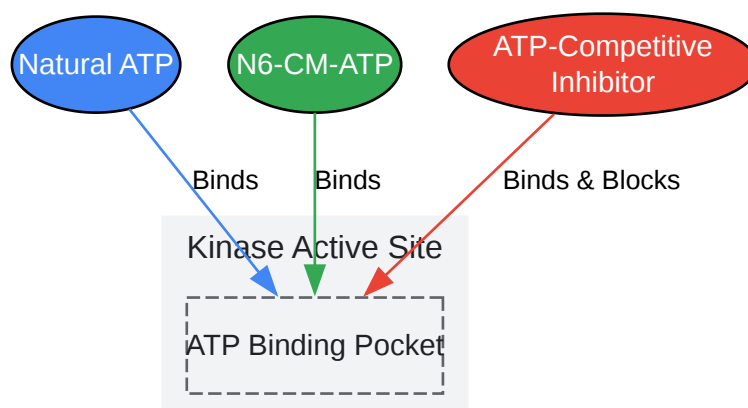 Natural ATP
N6-CM-ATP
ATP-Competitive
Inhibitor
Binds
Binds
Binds & Blocks
Kinase Active Site
ATP Binding Pocket